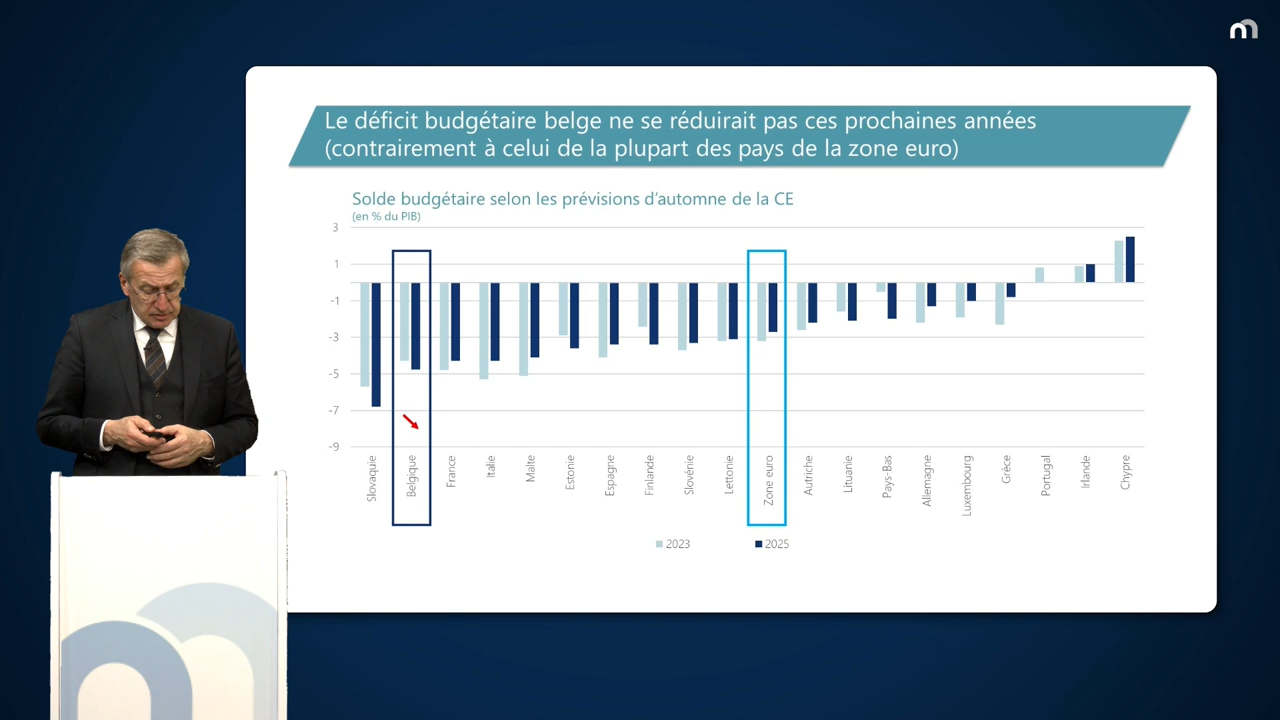 Le déficit budgétaire belge ne se réduirait pas ces prochaines années
(contrairement à celui de la plupart des pays de la zone euro)
Solde budgétaire selon les prévisions d'automne de la CE
(en % du PIB)
3
1
-1
-3
-5
-7
-9
Slovaquie
Belgique
France
Italie
Malte
Estonie
Espagne
Finlande
Slovénie
Lettonie
Zone euro
Autriche
Lituanie
Pays-Bas
Allemagne
Luxembourg
Grèce
Portugal
Irlande
Chypre
2023
2025